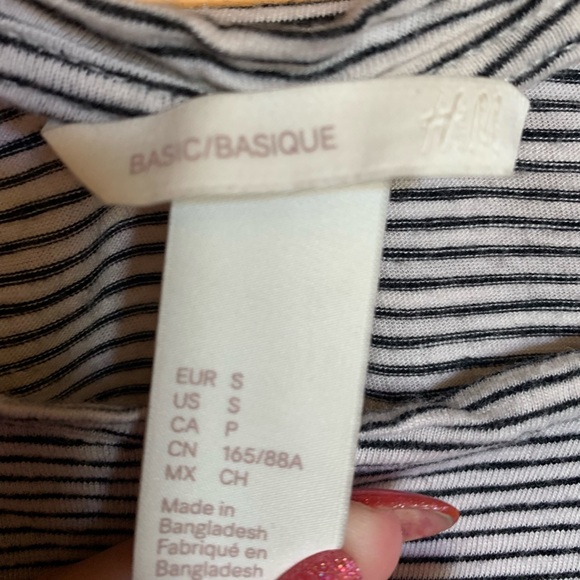 BASIC/BASIQUE H&M
EUR S
US S
CA P
CN 165/88A
MX CH
Made in
Bangladesh
Fabriqué en
Bangladesh